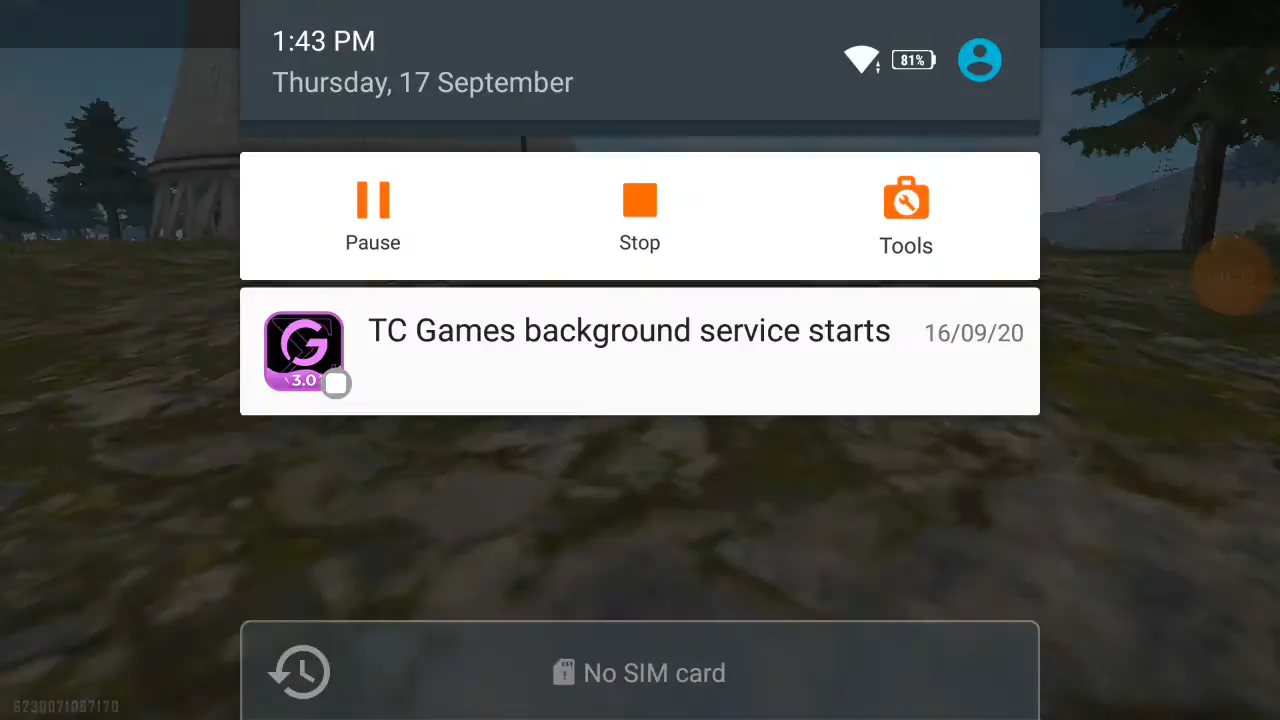 1:43 PM
81%
Thursday, 17 September
Pause
Stop
Tools
TC Games background service starts
16/09/20
G
3.0
No SIM card